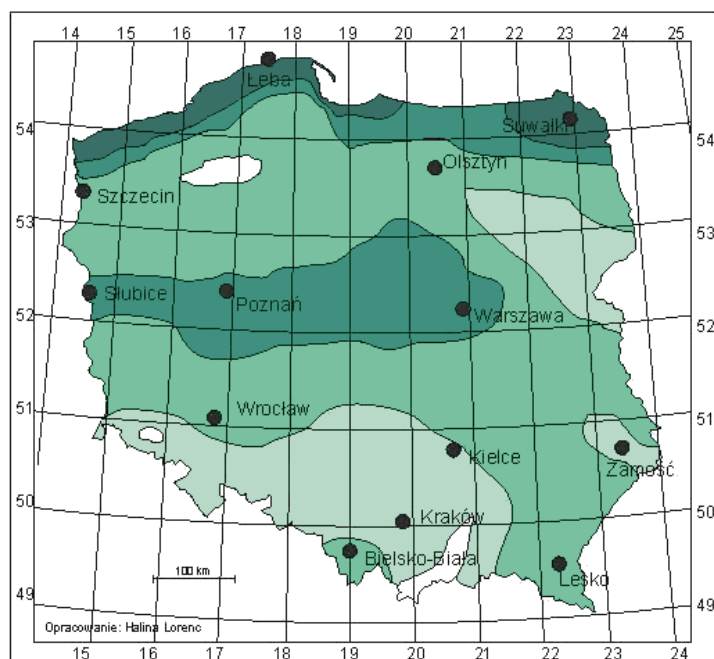 14 15 16 17 18 19 20 21 22 23 24 25
Łeba
54 Suwałki 54
Olsztyn
Szczecin
53 53
Słubice Poznań
52 Warszawa 52
51 Wrocław 51
Kielce
Zamość
50 Kraków 50
Bielsko-Biała
100 km Lesko
49 49
Opracowanie: Halina Lorenc
15 16 17 18 19 20 21 22 23 24